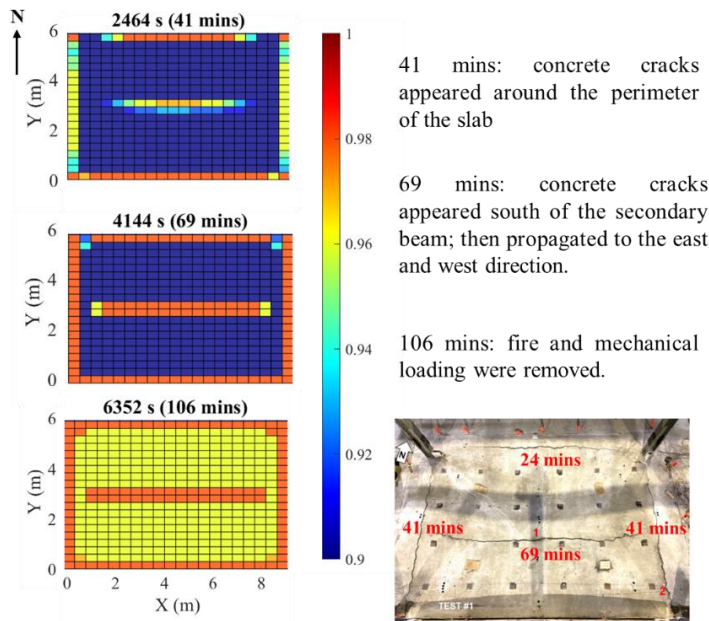 N
2464 s (41 mins)
6
4
2
0
Y (m)
4144 s (69 mins)
6
4
2
0
Y (m)
6352 s (106 mins)
6
4
2
0
Y (m)
0 2 4 6 8
X (m)
1
0.98
0.96
0.94
0.92
0.9
41 mins: concrete cracks
appeared around the perimeter
of the slab
69 mins: concrete cracks
appeared south of the secondary
beam; then propagated to the east
and west direction.
106 mins: fire and mechanical
loading were removed.
N
24 mins
41 mins
41 mins
1
69 mins
2
TEST #1